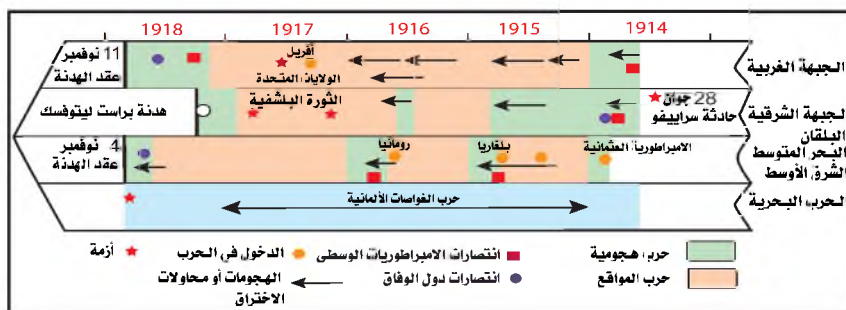 1918 1917 1916 1915 1914
الجبهة الغربية
أفريل
الولايات المتحدة
11 نوفمبر
عقد الهدنة
الجبهة الشرقية
البلقان
28 جوان
حادثة سراييفو
الثورة البلشفية
هدنة براست ليتوفسك
البحر المتوسط
الشرق الأوسط
الامبراطورية العثمانية
بلغاريا
رومانيا
4 نوفمبر
عقد الهدنة
الحرب البحرية
حرب الغواصات الألمانية
حرب هجومية
انتصارات الامبراطوريات الوسطى
الدخول في الحرب
أزمة
حرب المواقع
انتصارات دول الوفاق
الهجومات أو محاولات
الاختراق